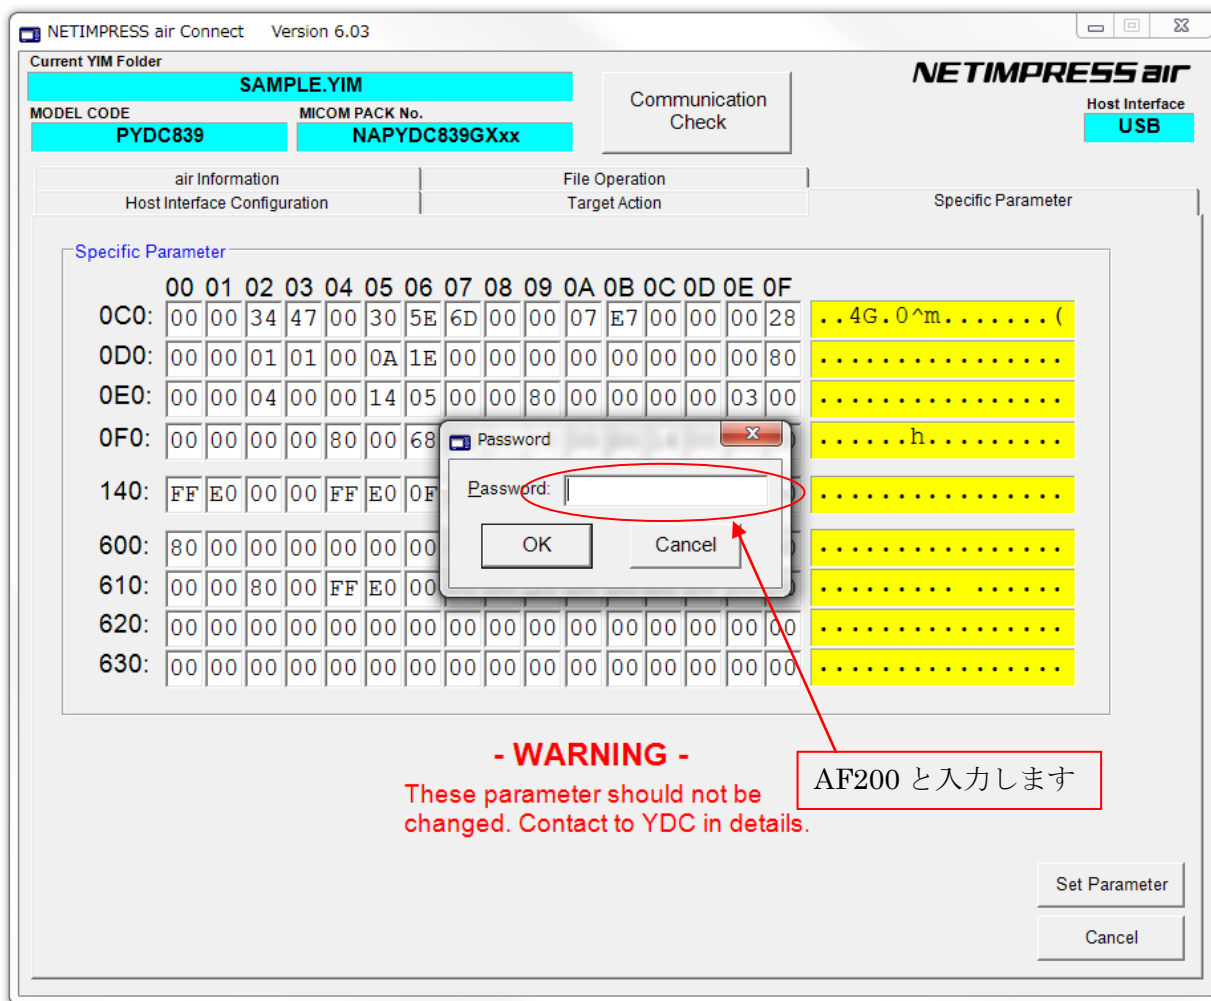 NETIMPRESS air Connect Version 6.03
Current YIM Folder
SAMPLE.YIM
MODEL CODE MICOM PACK No.
PYDC839 NAPYDC839GXxx
Communication
Check
NETIMPRESS air
Host Interface
USB
air Information File Operation
Host Interface Configuration Target Action Specific Parameter
Specific Parameter
00 01 02 03 04 05 06 07 08 09 0A 0B 0C 0D 0E 0F
0C0: 00 00 34 47 00 30 5E 6D 00 00 07 E7 00 00 00 28 ..4G.0^m.......(
0D0: 00 00 01 01 00 0A 1E 00 00 00 00 00 00 00 00 80 ................
0E0: 00 00 04 00 00 14 05 00 00 80 00 00 00 00 03 00 ................
0F0: 00 00 00 00 80 00 68 ......h.........
140: FF E0 00 00 FF E0 0F ................
600: 80 00 00 00 00 00 00 ................
610: 00 00 80 00 FF E0 00 ......... ......
620: 00 00 00 00 00 00 00 00 00 00 00 00 00 00 00 00 ................
630: 00 00 00 00 00 00 00 00 00 00 00 00 00 00 00 00 ................
Password
Password:
OK Cancel
- WARNING -
These parameter should not be
changed. Contact to YDC in details.
AF200 と入力します
Set Parameter
Cancel